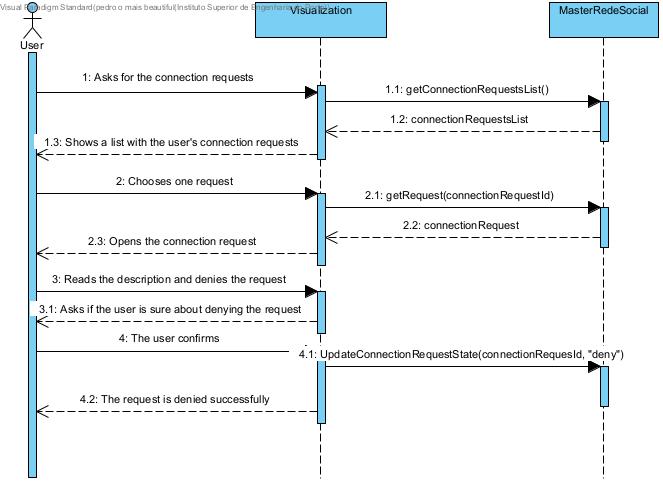 Visual Paradigm Standard(pedro o mais beautiful(Instituto Superior de Engenharia do Porto))
Visualization
MasterRedeSocial
User
1: Asks for the connection requests
1.1: getConnectionRequestsList()
1.2: connectionRequestsList
1.3: Shows a list with the user's connection requests
2: Chooses one request
2.1: getRequest(connectionRequestId)
2.2: connectionRequest
2.3: Opens the connection request
3: Reads the description and denies the request
3.1: Asks if the user is sure about denying the request
4: The user confirms
4.1: UpdateConnectionRequestState(connectionRequesId, "deny")
4.2: The request is denied successfully